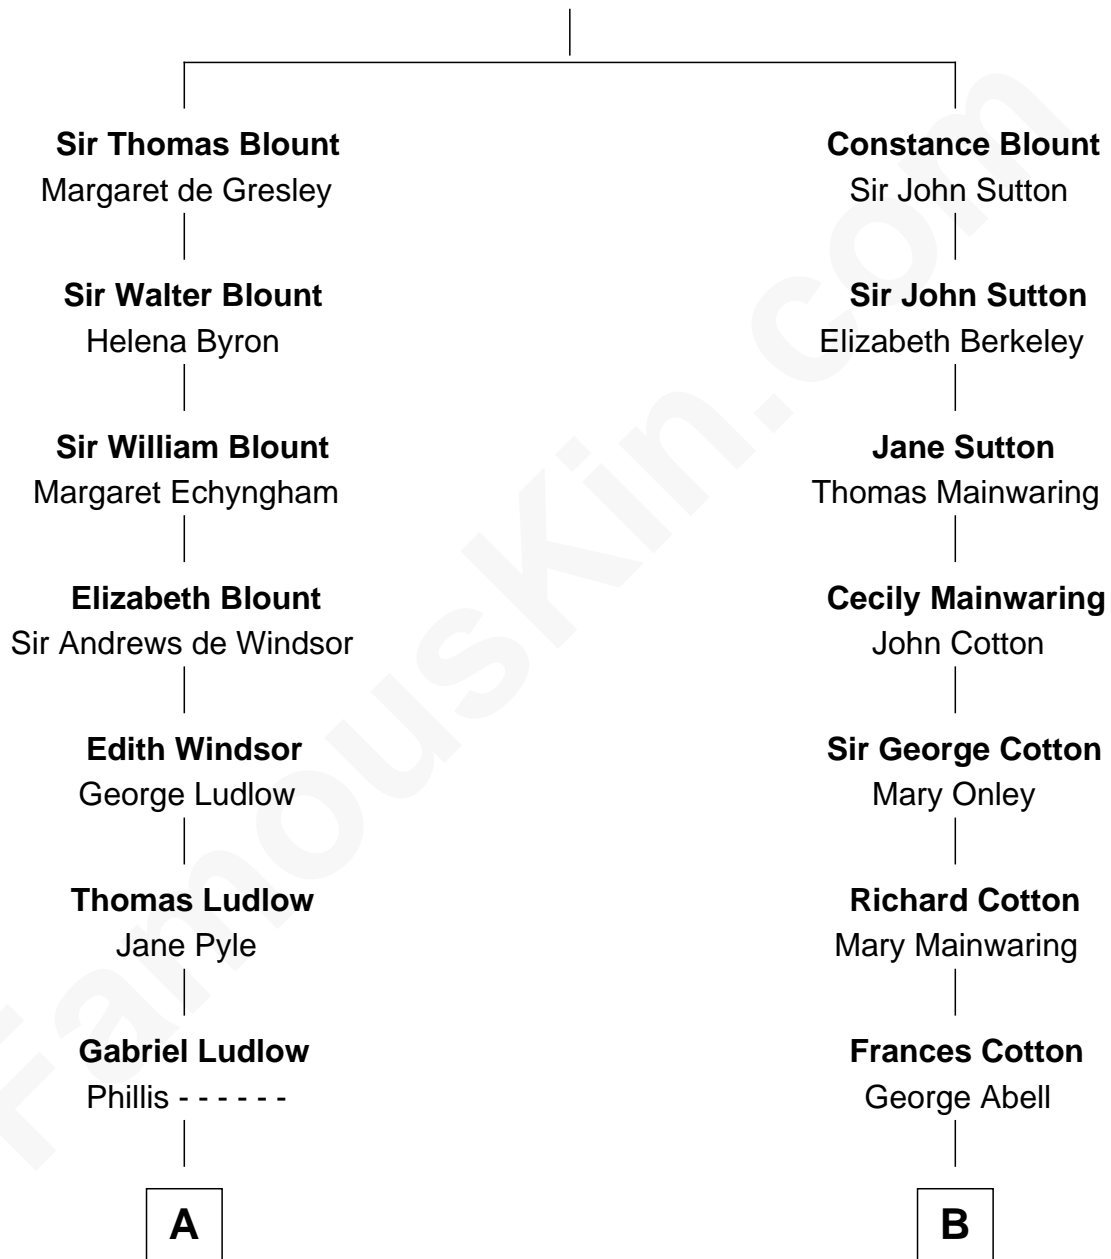 Sir Thomas Blount
Margaret de Gresley
Sir Walter Blount
Helena Byron
Sir William Blount
Margaret Echyngham
Elizabeth Blount
Sir Andrews de Windsor
Edith Windsor
George Ludlow
Thomas Ludlow
Jane Pyle
Gabriel Ludlow
Phillis - - - - - -
A
Constance Blount
Sir John Sutton
Sir John Sutton
Elizabeth Berkeley
Jane Sutton
Thomas Mainwaring
Cecily Mainwaring
John Cotton
Sir George Cotton
Mary Onley
Richard Cotton
Mary Mainwaring
Frances Cotton
George Abell
B
FamousKin.com